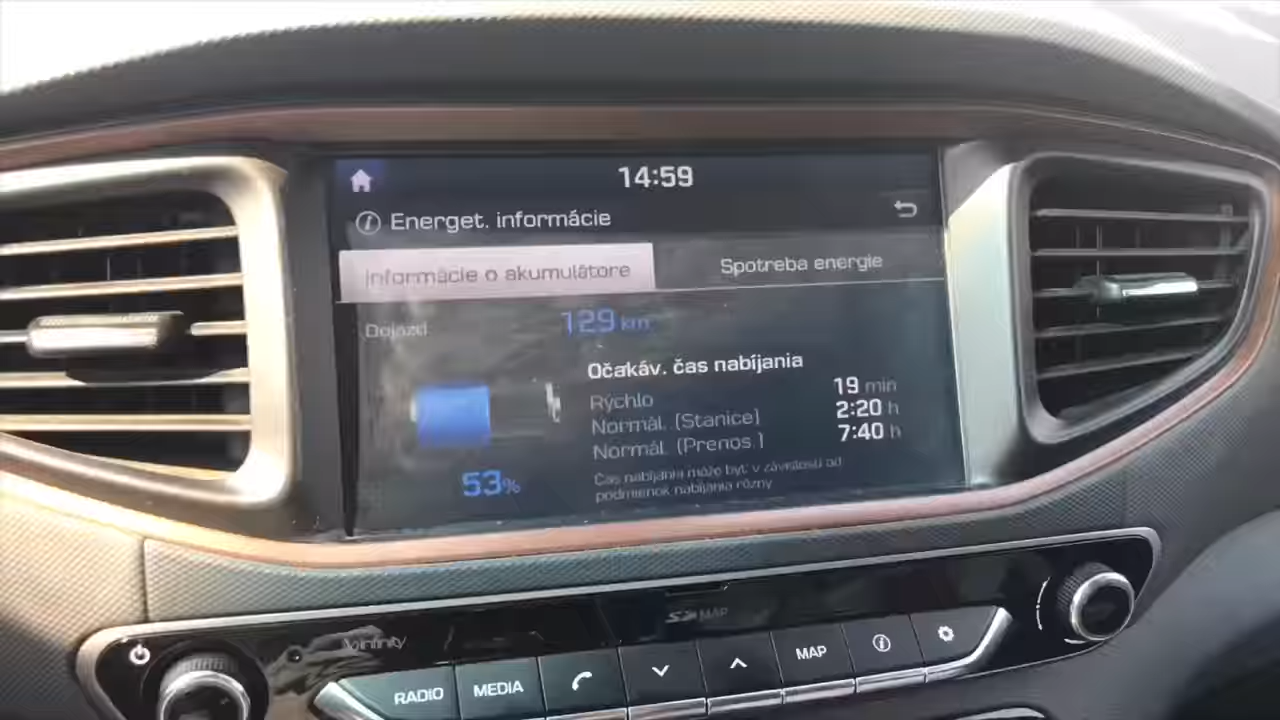 14:59
Energet. informácie
Informácie o akumulátore
Spotreba energie
Dojazd
129 km
Očakáv. čas nabíjania
Rýchlo 19 min
Normál. (Stanice) 2:20 h
Normál. (Prenos.) 7:40 h
53%
Čas nabíjania môže byť v závislosti od
podmienok nabíjania rôzny
MAP
infinity
RADIO
MEDIA
MAP